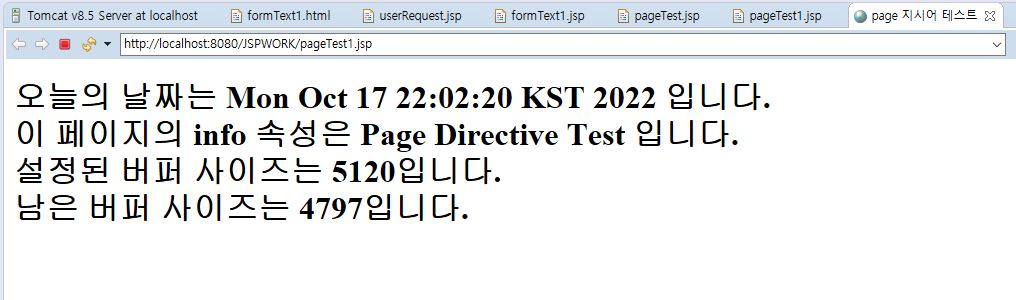 Tomcat v8.5 Server at localhost formText1.html userRequest.jsp formText1.jsp pageTest.jsp pageTest1.jsp page 지시어 테스트
http://localhost:8080/JSPWORK/pageTest1.jsp
오늘의 날짜는 Mon Oct 17 22:02:20 KST 2022 입니다.
이 페이지의 info 속성은 Page Directive Test 입니다.
설정된 버퍼 사이즈는 5120입니다.
남은 버퍼 사이즈는 4797입니다.